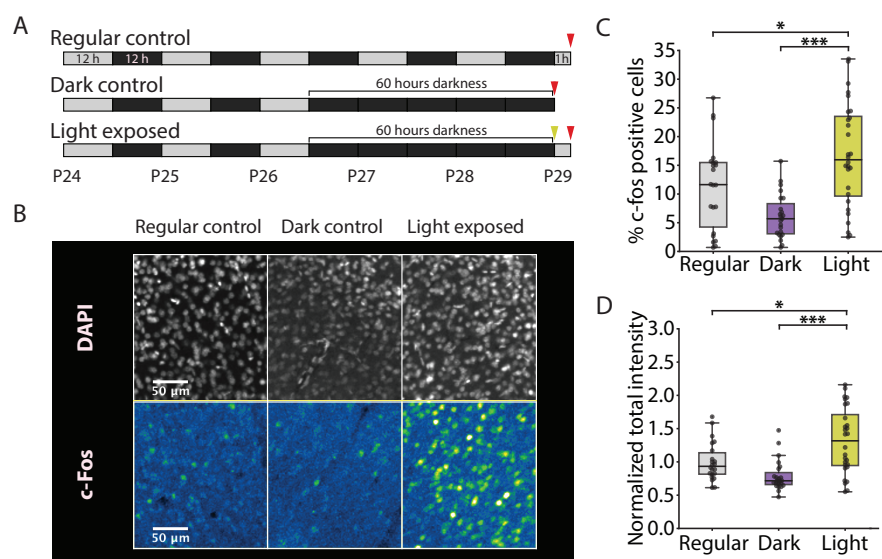 A
Regular control
12 h 12 h 1h
Dark control
60 hours darkness
Light exposed
60 hours darkness
P24 P25 P26 P27 P28 P29
B
Regular control Dark control Light exposed
DAPI
50 µm
c-Fos
50 µm
C
*
***
% c-fos positive cells
35
30
25
20
15
10
5
0
Regular Dark Light
D
*
***
Normalized total intensity
3.0
2.5
2.0
1.5
1.0
0.5
0.0
Regular Dark Light